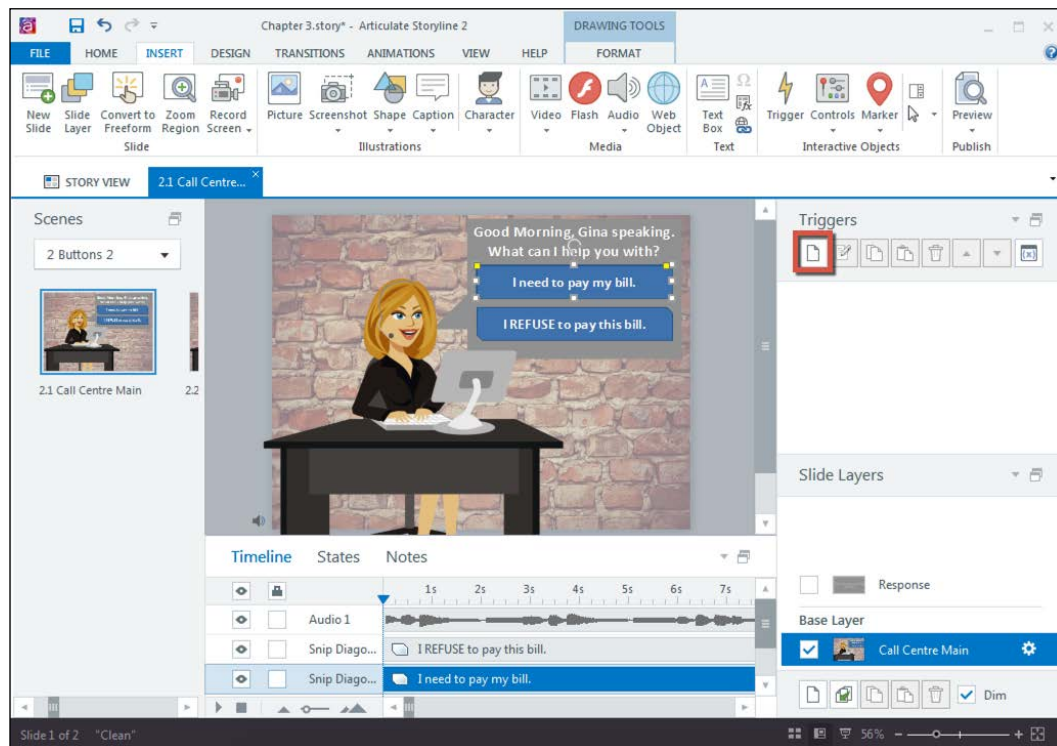 Chapter 3.story* - Articulate Storyline 2
DRAWING TOOLS
FILE HOME INSERT DESIGN TRANSITIONS ANIMATIONS VIEW HELP FORMAT
New Slide
Slide Layer
Convert to Freeform
Zoom Region
Record Screen
Picture
Screenshot
Shape
Caption
Character
Video
Flash
Audio
Web Object
Text Box
Trigger
Controls
Marker
Preview
Slide
Illustrations
Media
Text
Interactive Objects
Publish
STORY VIEW
2.1 Call Centre...
Scenes
2 Buttons 2
2.1 Call Centre Main
2.2
Good Morning, Gina speaking.
What can I help you with?
I need to pay my bill.
I REFUSE to pay this bill.
Triggers
Slide Layers
Response
Base Layer
Call Centre Main
Dim
Timeline States Notes
1s 2s 3s 4s 5s 6s 7s
Audio 1
Snip Diago... I REFUSE to pay this bill.
Snip Diago... I need to pay my bill.
Slide 1 of 2 "Clean"
56%